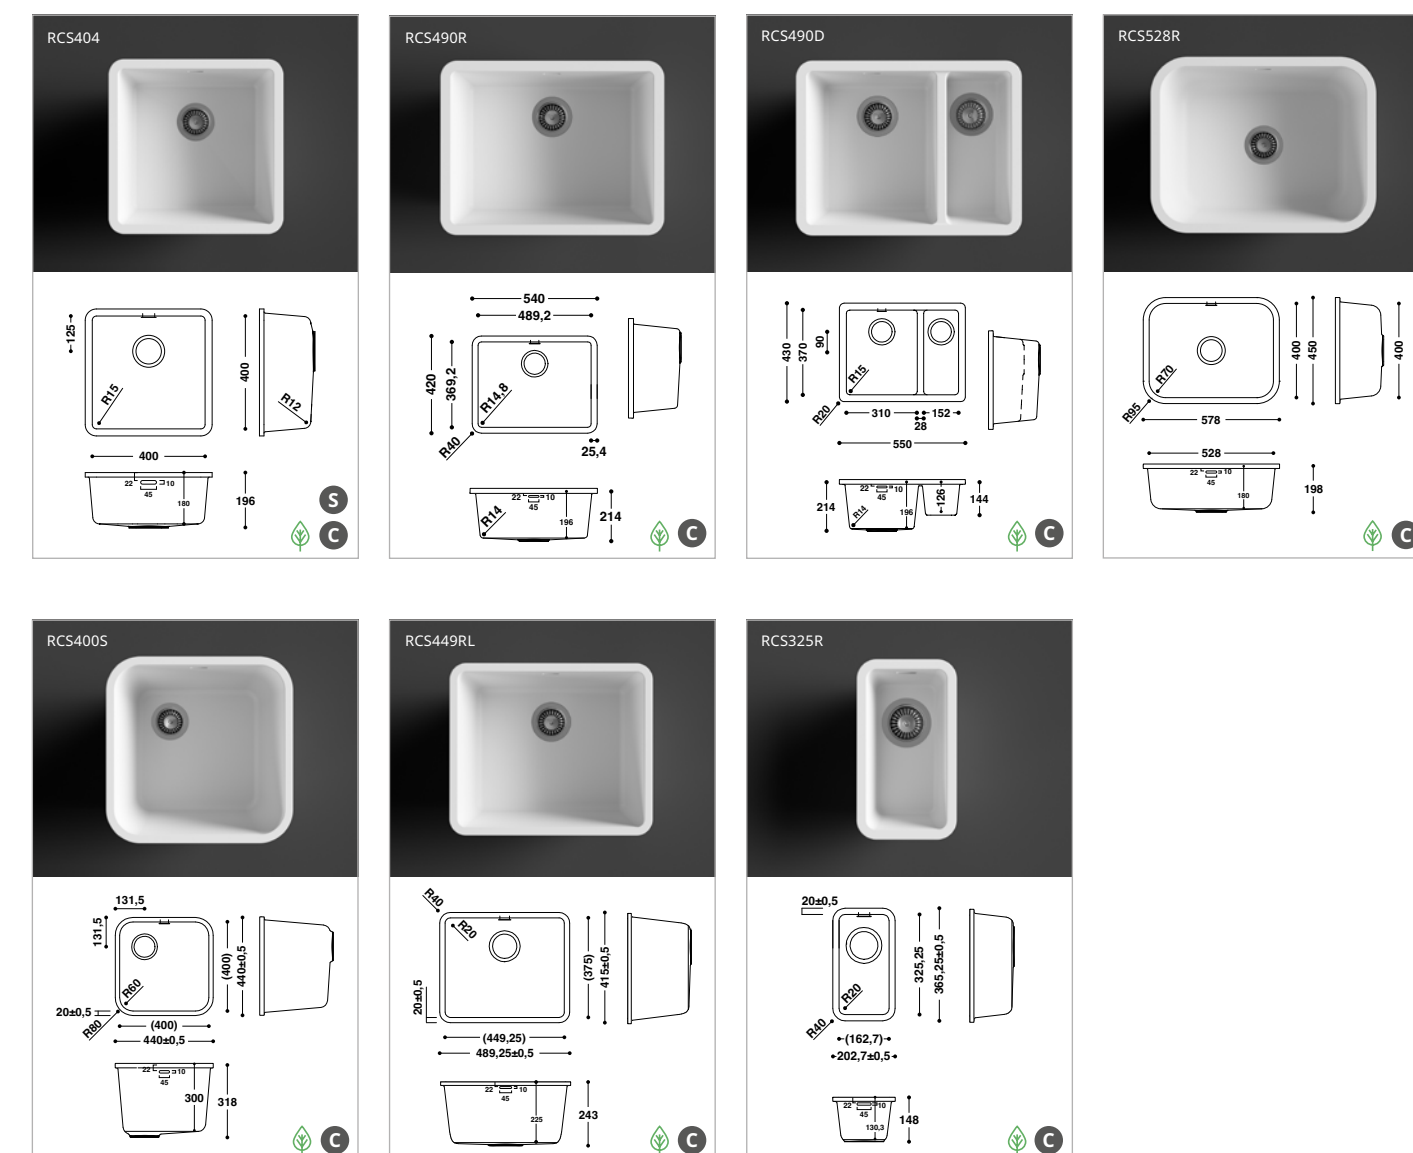 RCS404
125
R15
400
R12
400
22
10
45
180
196
S
C
RCS490R
540
489,2
420
369,2
R14,8
R40
25,4
22
10
45
R14
196
214
C
RCS490D
430
370
90
R15
R20
310
152
28
550
22
10
45
214
R14
196
126
144
C
RCS528R
R70
R95
400
450
400
578
528
22
10
45
180
198
C
RCS400S
131,5
131,5
R60
(400)
440±0,5
20±0,5
R80
(400)
440±0,5
22
10
45
300
318
C
RCS449RL
R40
R20
(375)
415±0,5
20±0,5
(449,25)
489,25±0,5
22
10
45
225
243
C
RCS325R
20±0,5
R20
R40
325,25
365,25±0,5
(162,7)
202,7±0,5
22
10
45
130,3
148
C